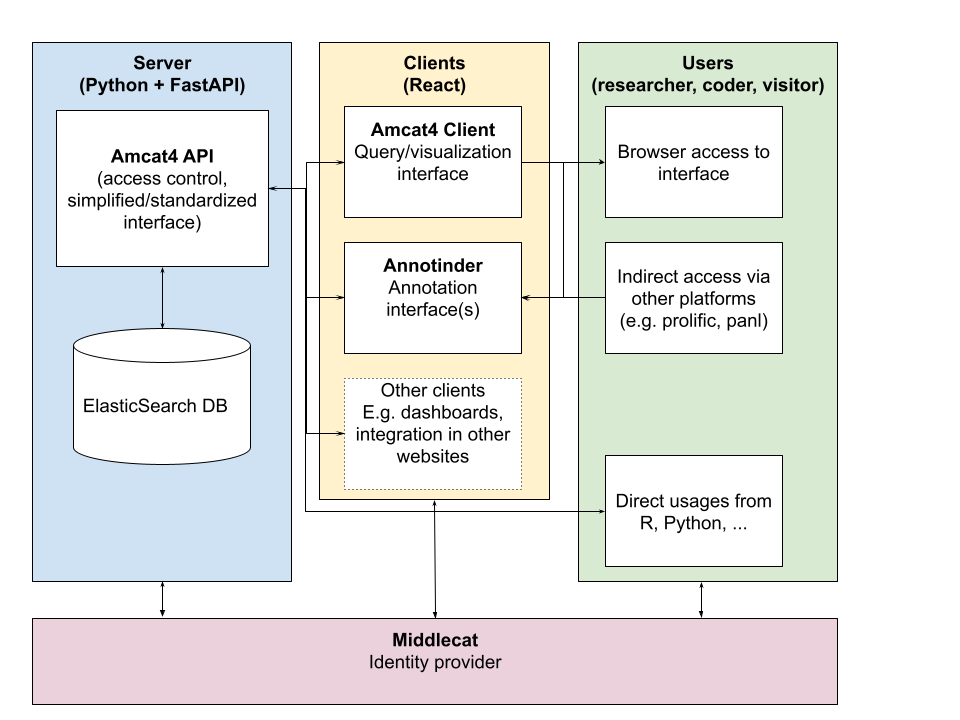 Server
(Python + FastAPI)
Amcat4 API
(access control,
simplified/standardized
interface)
ElasticSearch DB
Clients
(React)
Amcat4 Client
Query/visualization
interface
Annotinder
Annotation
interface(s)
Other clients
E.g. dashboards,
integration in other
websites
Users
(researcher, coder, visitor)
Browser access to
interface
Indirect access via
other platforms
(e.g. prolific, panl)
Direct usages from
R, Python, ...
Middlecat
Identity provider